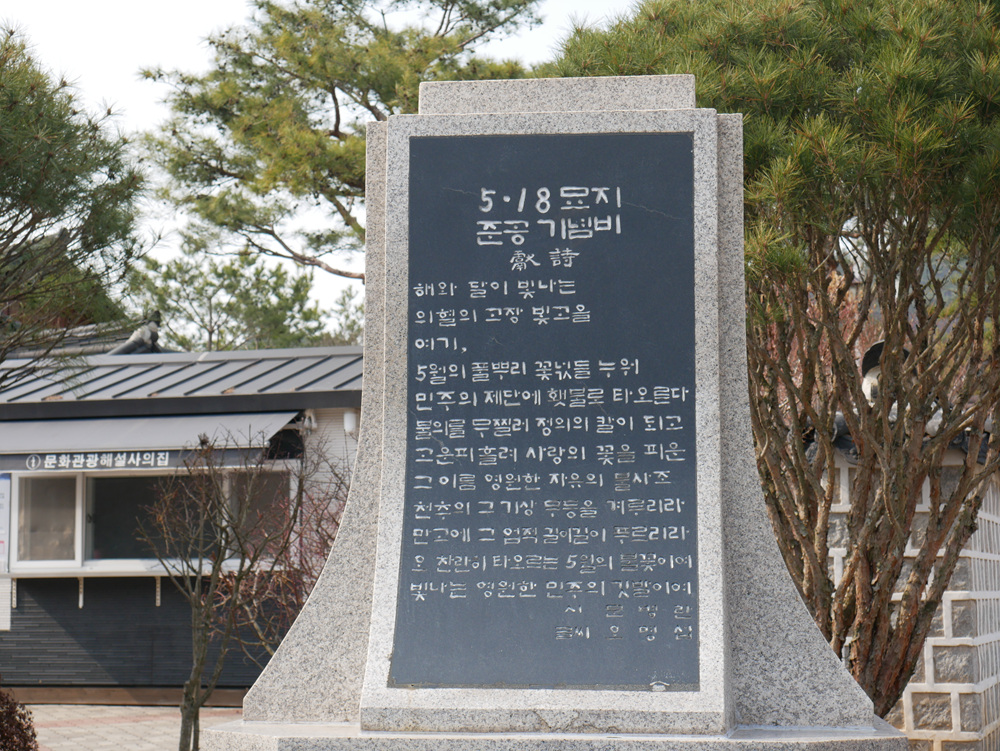 5·18묘지
준공 기념비
獻詩
해와 달이 빛나는
의혈의 고장 빛고을
여기,
5월의 풀뿌리 꽃넋들 누워
민주의 제단에 횃불로 타오른다
불의를 무찔러 정의의 칼이 되고
고운피 흘려 사랑의 꽃을 피운
그이름 영원한 자유의 불사조
천추의 그기상 무등을 겨루리라
만고에 그 업적 길이길이 푸르리라
오 찬란히 타오르는 5월의 불꽃이여
빛나는 영원한 민주의 깃발이여
시 문병란
글씨 오명섭
문화관광해설사의집